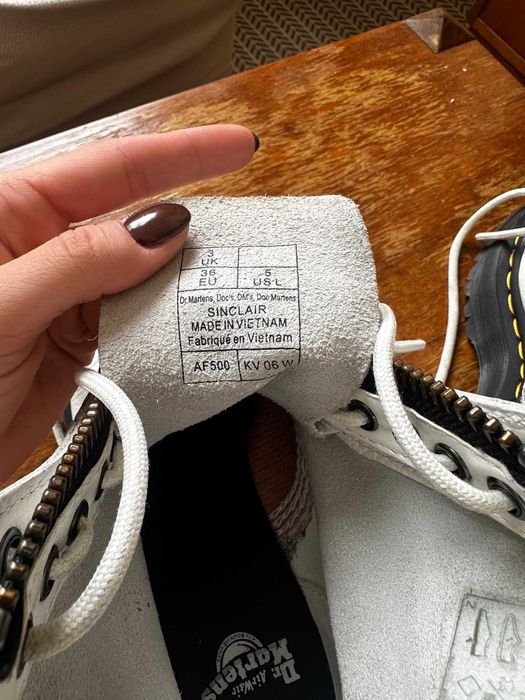 3
UK
36
EU
5
US L
Dr.Martens, Doc's, DM's, Doc Martens
SINCLAIR
MADE IN VIETNAM
Fabriqué en Vietnam
AF500 KV 06 W
Dr. AirWair
Martens